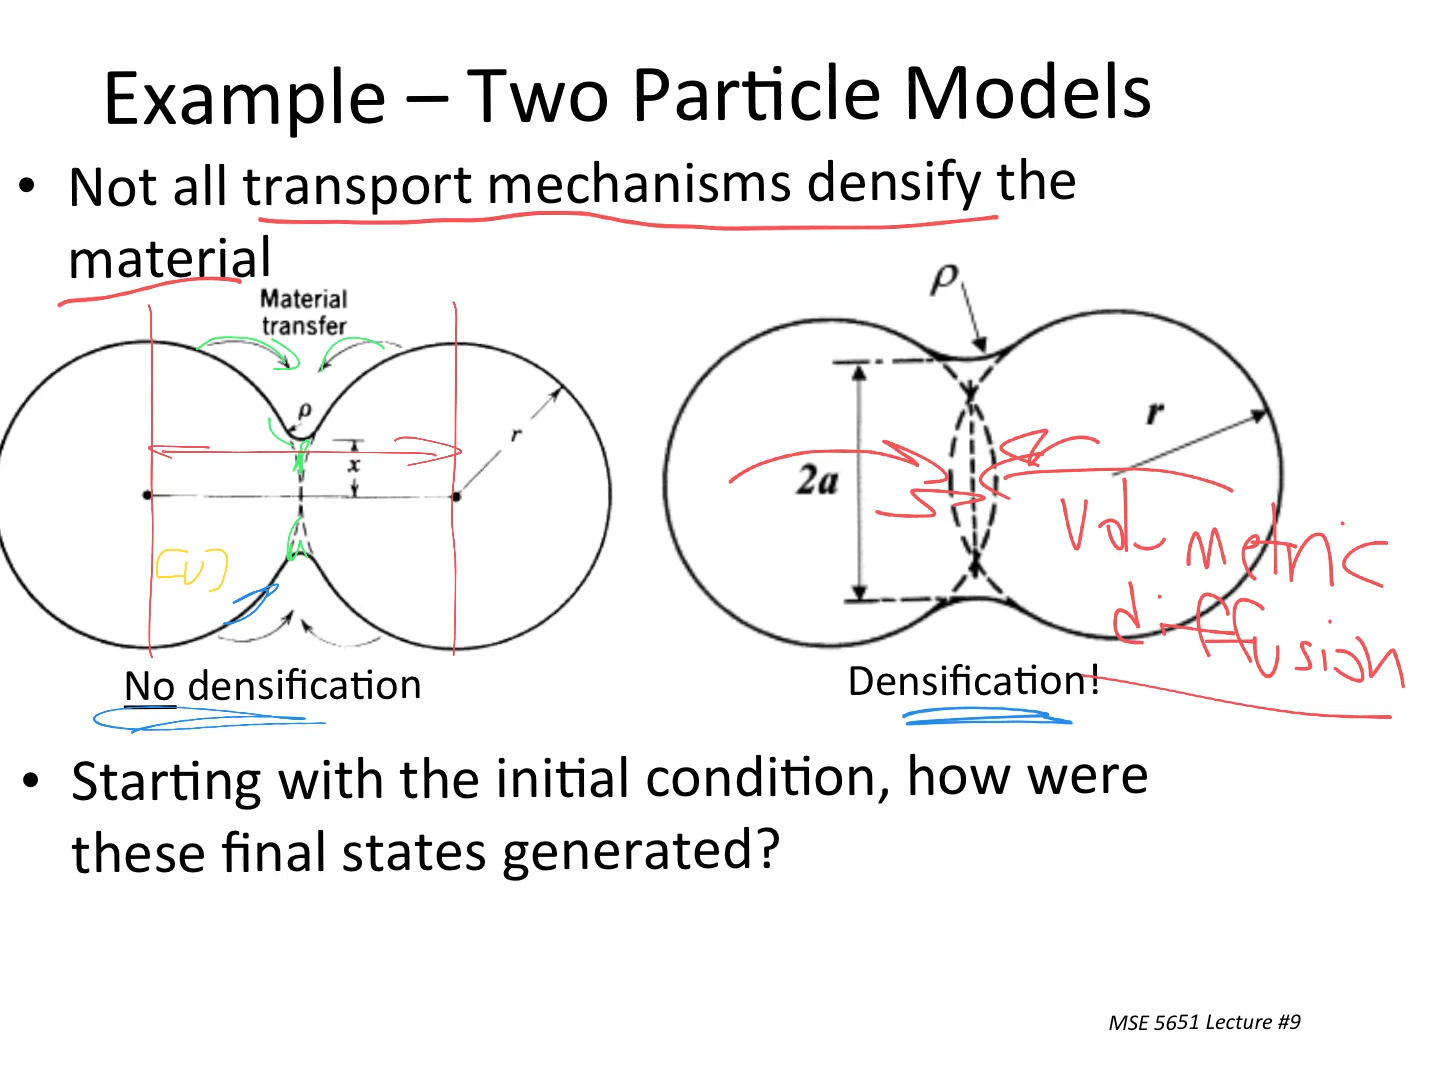 Example – Two Particle Models
• Not all transport mechanisms densify the
material
Material
transfer
ρ
r
x
ρ
r
2a
Volumetric
diffusion
No densification
Densification!
• Starting with the initial condition, how were
these final states generated?
MSE 5651 Lecture #9